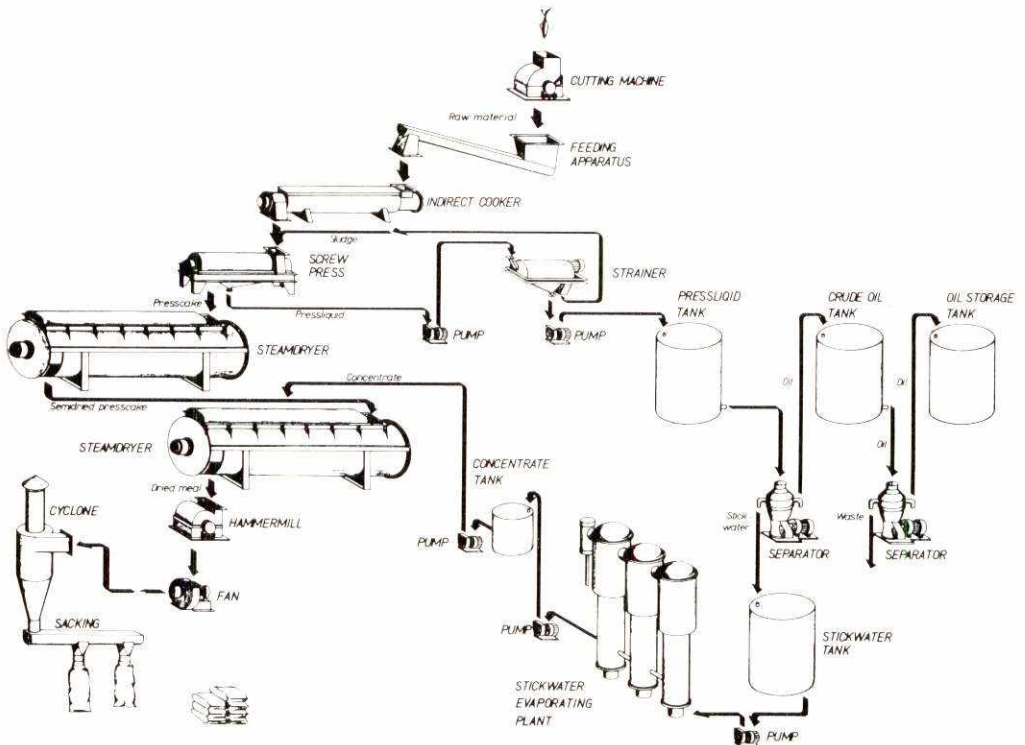 CUTTING MACHINE
Raw material
FEEDING
APPARATUS
INDIRECT COOKER
Sludge
SCREW
PRESS
STRAINER
PRESSLIQID
TANK
CRUDE OIL
TANK
OIL STORAGE
TANK
Presscake
Pressliquid
PUMP
PUMP
STEAMDRYER
Concentrate
Oil
Oil
Semidried presscake
STEAMDRYER
Oil
CONCENTRATE
TANK
Dried meal
CYCLONE
HAMMERMILL
Stick
water
Waste
PUMP
SEPARATOR
SEPARATOR
FAN
SACKING
PUMP
STICKWATER
TANK
STICKWATER
EVAPORATING
PLANT
PUMP